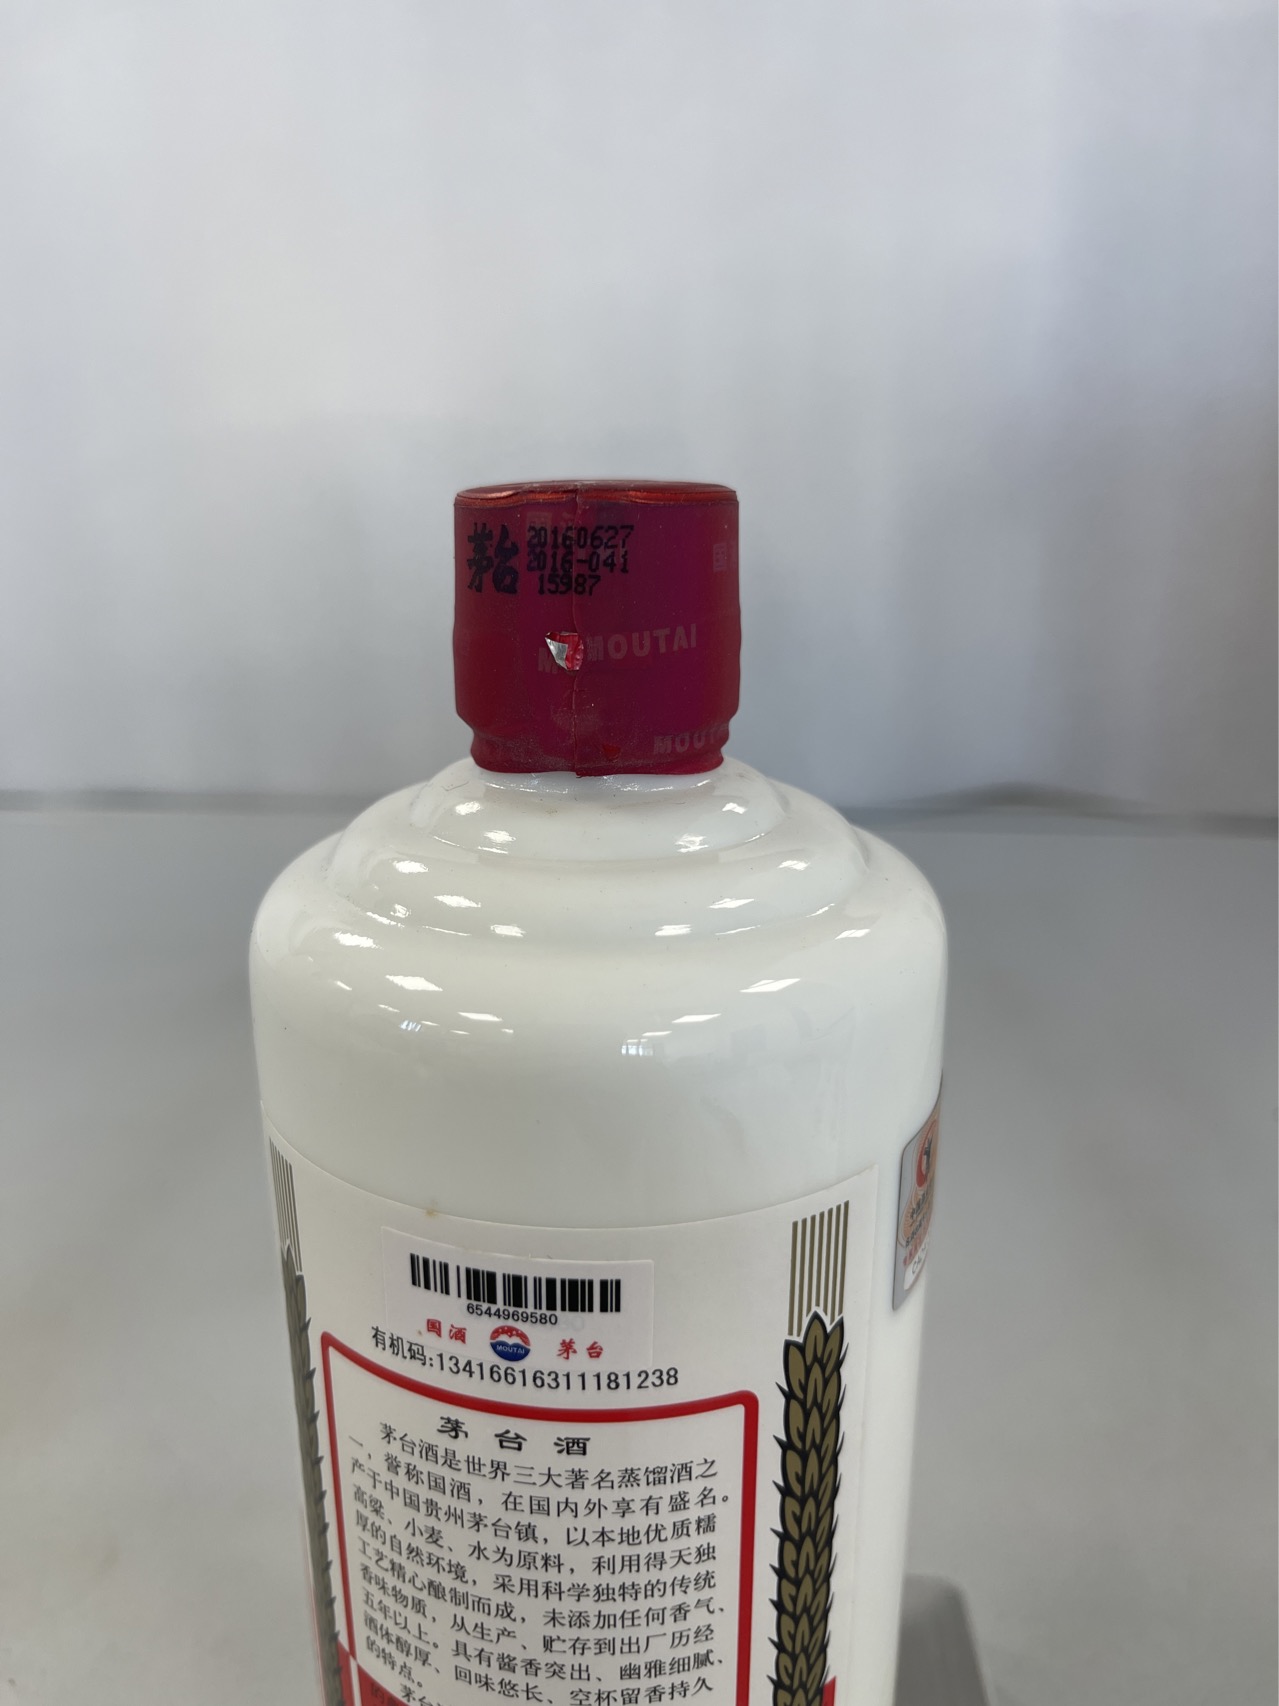 茅台
20160627
2016-041
15987
MOUTAI
MOUTAI
6544969580
国酒 MOUTAI 茅台
有机码:13416616311181238
茅台酒
茅台酒是世界三大著名蒸馏酒之
一，誉称国酒，在国内外享有盛名。
产于中国贵州茅台镇，以本地优质糯
高粱、小麦、水为原料，利用得天独
厚的自然环境，采用科学独特的传统
工艺精心酿制而成，未添加任何香气、
香味物质，从生产、贮存到出厂历经
五年以上。具有酱香突出、幽雅细腻、
酒体醇厚、回味悠长、空杯留香持久
的特点。
茅台